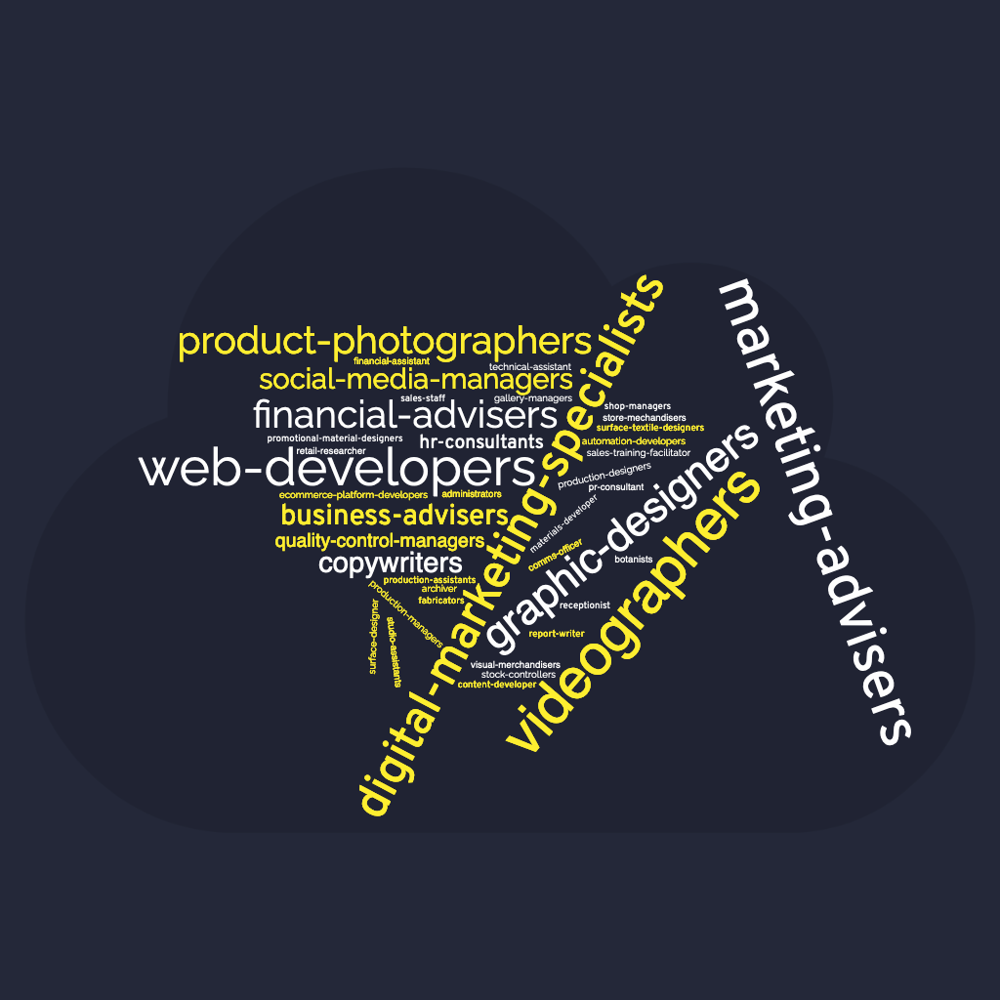 marketing-advisers
digital-marketing-specialists
product-photographers
financial-assistant
technical-assistant
social-media-managers
sales-staff
gallery-managers
financial-advisers
shop-managers
store-mechandisers
surface-textile-designers
promotional-material-designers
hr-consultants
automation-developers
retail-researcher
sales-training-facilitator
web-developers
production-designers
pr-consultant
ecommerce-platform-developers
administrators
business-advisers
materials-developer
graphic-designers
videographers
quality-control-managers
comms-officer
copywriters
botanists
production-assistants
archiver
fabricators
production-managers
surface-designer
studio-assistants
receptionist
report-writer
visual-merchandisers
stock-controllers
content-developer